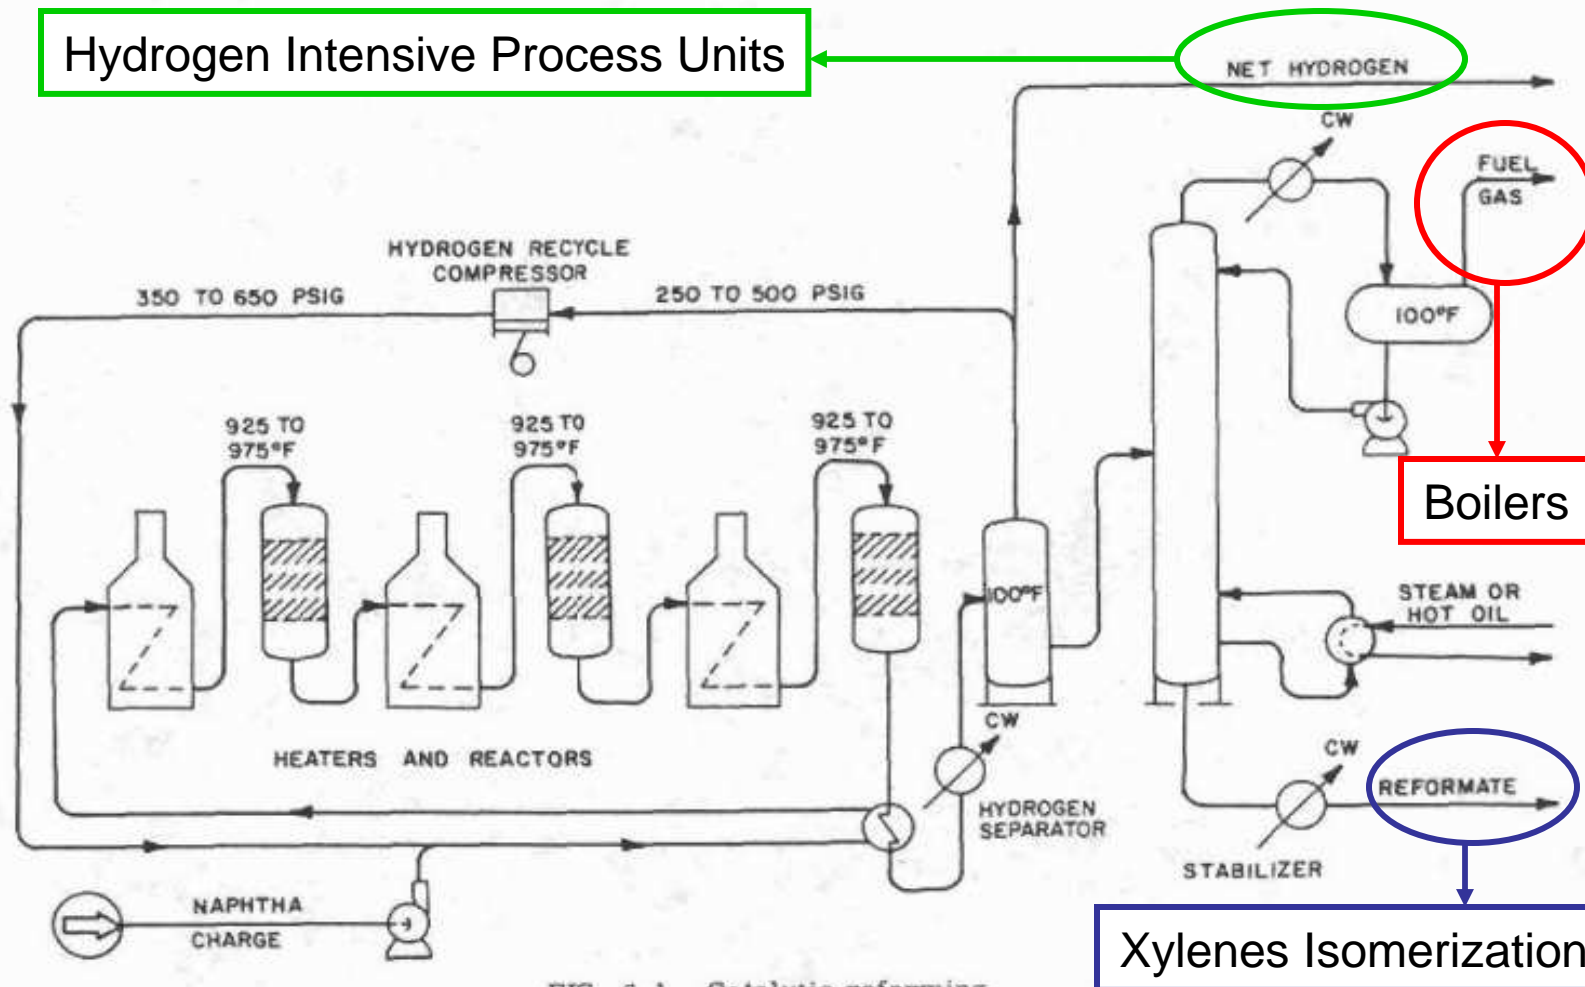 Hydrogen Intensive Process Units
NET HYDROGEN
CW
FUEL
GAS
HYDROGEN RECYCLE
COMPRESSOR
350 TO 650 PSIG
250 TO 500 PSIG
100°F
925 TO
975°F
925 TO
975°F
925 TO
975°F
Boilers
100°F
STEAM OR
HOT OIL
CW
CW
HEATERS AND REACTORS
REFORMATE
HYDROGEN
SEPARATOR
STABILIZER
NAPHTHA
CHARGE
Xylenes Isomerization
Catalytic reforming